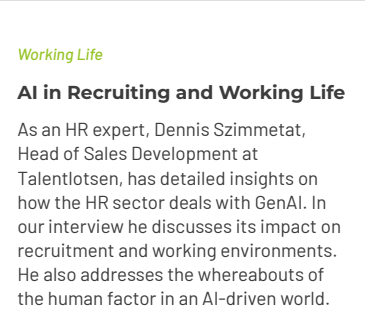 Working Life
AI in Recruiting and Working Life
As an HR expert, Dennis Szimmetat,
Head of Sales Development at
Talentlotsen, has detailed insights on
how the HR sector deals with GenAI. In
our interview he discusses its impact on
recruitment and working environments.
He also addresses the whereabouts of
the human factor in an AI-driven world.